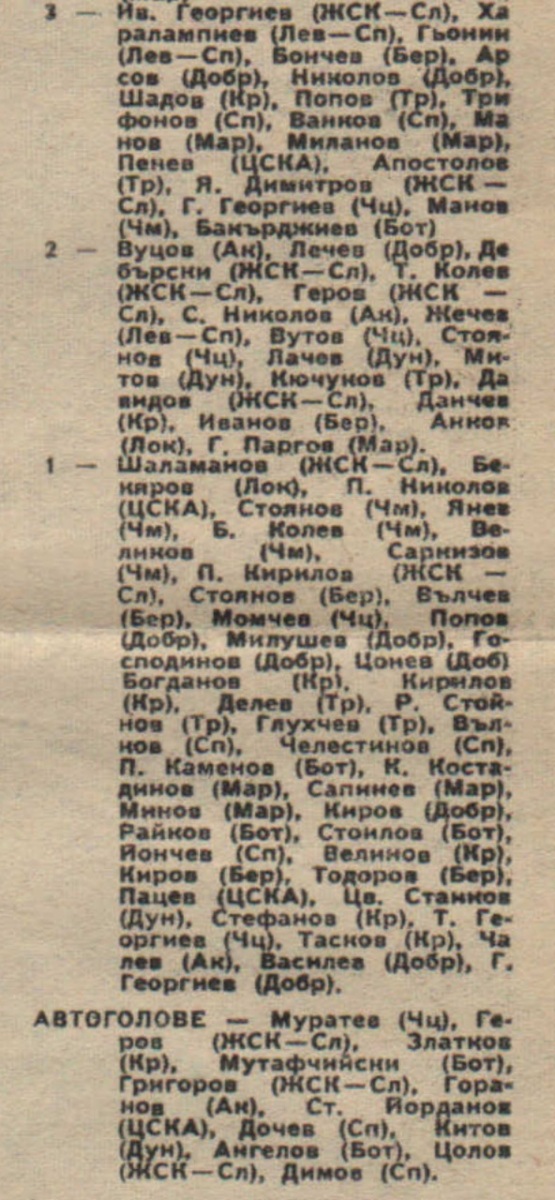 3 — Ив. Георгиев (ЖСК—Сл), Ха
ралампиев (Лев—Сп), Гьонин
(Лев—Сп), Бончев (Бер), Ар
сов (Добр), Николов (Добр),
Шадов (Кр), Попов (Тр), Три
фонов (Сп), Ванков (Сп), Ма
нов (Мар), Миланов (Мар),
Пенев (ЦСКА), Апостолов
(Тр), Я. Димитров (ЖСК —
Сл), Г. Георгиев (Чц), Манов
(Чм), Бакърджиев (Бот)
2 — Вуцов (Ак), Лечев (Добр), Де
бърски (ЖСК—Сл), Т. Колев
(ЖСК—Сл), Геров (ЖСК —
Сл), С. Николов (Ак), Жечев
(Лев—Сп), Вутов (Чц), Стоя-
нов (Чц), Лачев (Дун), Ми-
тов (Дун), Кючуков (Тр), Да
видов (ЖСК—Сл), Данчев
(Кр), Иванов (Бер), Анков
(Лок), Г. Паргов (Мар).
1 — Шаламанов (ЖСК—Сл), Бе-
кяров (Лок), П. Николов
(ЦСКА), Стоянов (Чм), Янев
(Чм), Б. Колев (Чм), Ве-
ликов (Чм), Саркизов
(Чм), П. Кирилов (ЖСК —
Сл), Стоянов (Бер), Вълчев
(Бер), Момчев (Чц), Попов
(Добр), Милушев (Добр), Го-
сподинов (Добр), Цонев (Доб)
Богданов (Кр), Кирилов
(Кр), Делев (Тр), Р. Стой-
нов (Тр), Глухчев (Тр), Въл-
ков (Сп), Челестинов (Сп),
П. Каменов (Бот), К. Коста-
динов (Мар), Сапинев (Мар),
Минов (Мар), Киров (Добр),
Райков (Бот), Стоилов (Бот),
Йончев (Сп), Велинов (Кр),
Киров (Бер), Тодоров (Бер),
Пацев (ЦСКА), Цв. Станков
(Дун), Стефанов (Кр), Т. Ге-
оргиев (Чц), Тасков (Кр), Ча
лев (Ак), Василев (Добр), Г.
Георгиев (Добр).
АВТОГОЛОВЕ — Муратев (Чц), Ге-
ров (ЖСК—Сл), Златков
(Кр), Мутафчийски (Бот),
Григоров (ЖСК—Сл), Гора-
нов (Ак), Ст. Йорданов
(ЦСКА), Дочев (Сп), Китов
(Дун), Ангелов (Бот), Цолов
(ЖСК—Сл), Димов (Сп).